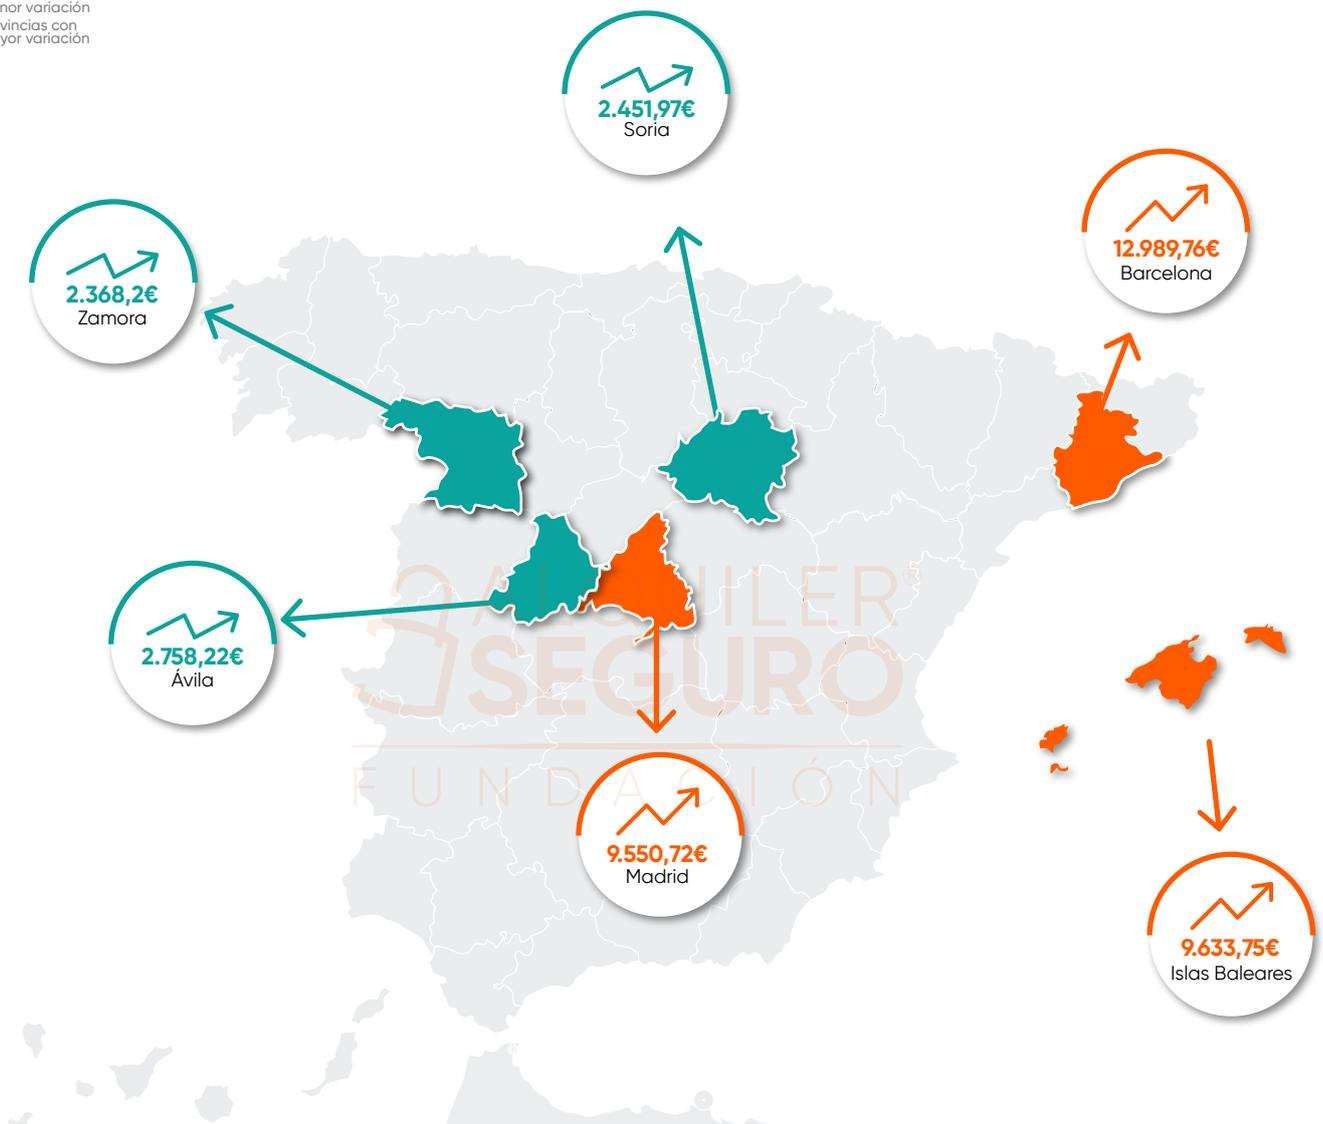 nor variación
vincias con
yor variación
2.451,97€
Soria
12.989,76€
Barcelona
2.368,2€
Zamora
2.758,22€
Ávila
ALQUILER®
SEGURO
FUNDACIÓN
9.550,72€
Madrid
9.633,75€
Islas Baleares